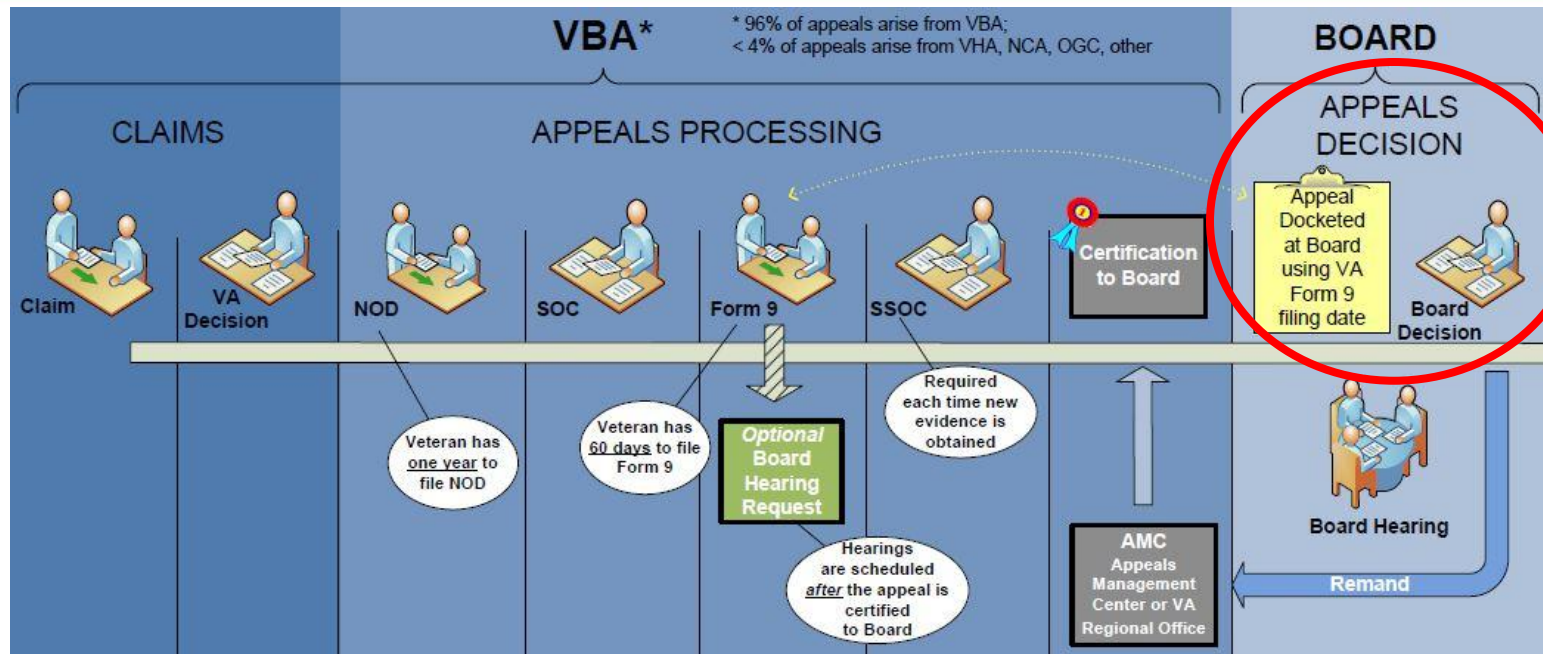 VBA*
* 96% of appeals arise from VBA;
< 4% of appeals arise from VHA, NCA, OGC, other
BOARD
CLAIMS
APPEALS PROCESSING
APPEALS
DECISION
Claim
VA
Decision
NOD
SOC
Form 9
SSOC
Certification
to Board
Appeal
Docketed
at Board
using VA
Form 9
filing date
Board
Decision
Veteran has
one year to
file NOD
Veteran has
60 days to file
Form 9
Optional
Board
Hearing
Request
Required
each time new
evidence is
obtained
Hearings
are scheduled
after the appeal is
certified
to Board
AMC
Appeals
Management
Center or VA
Regional Office
Board Hearing
Remand